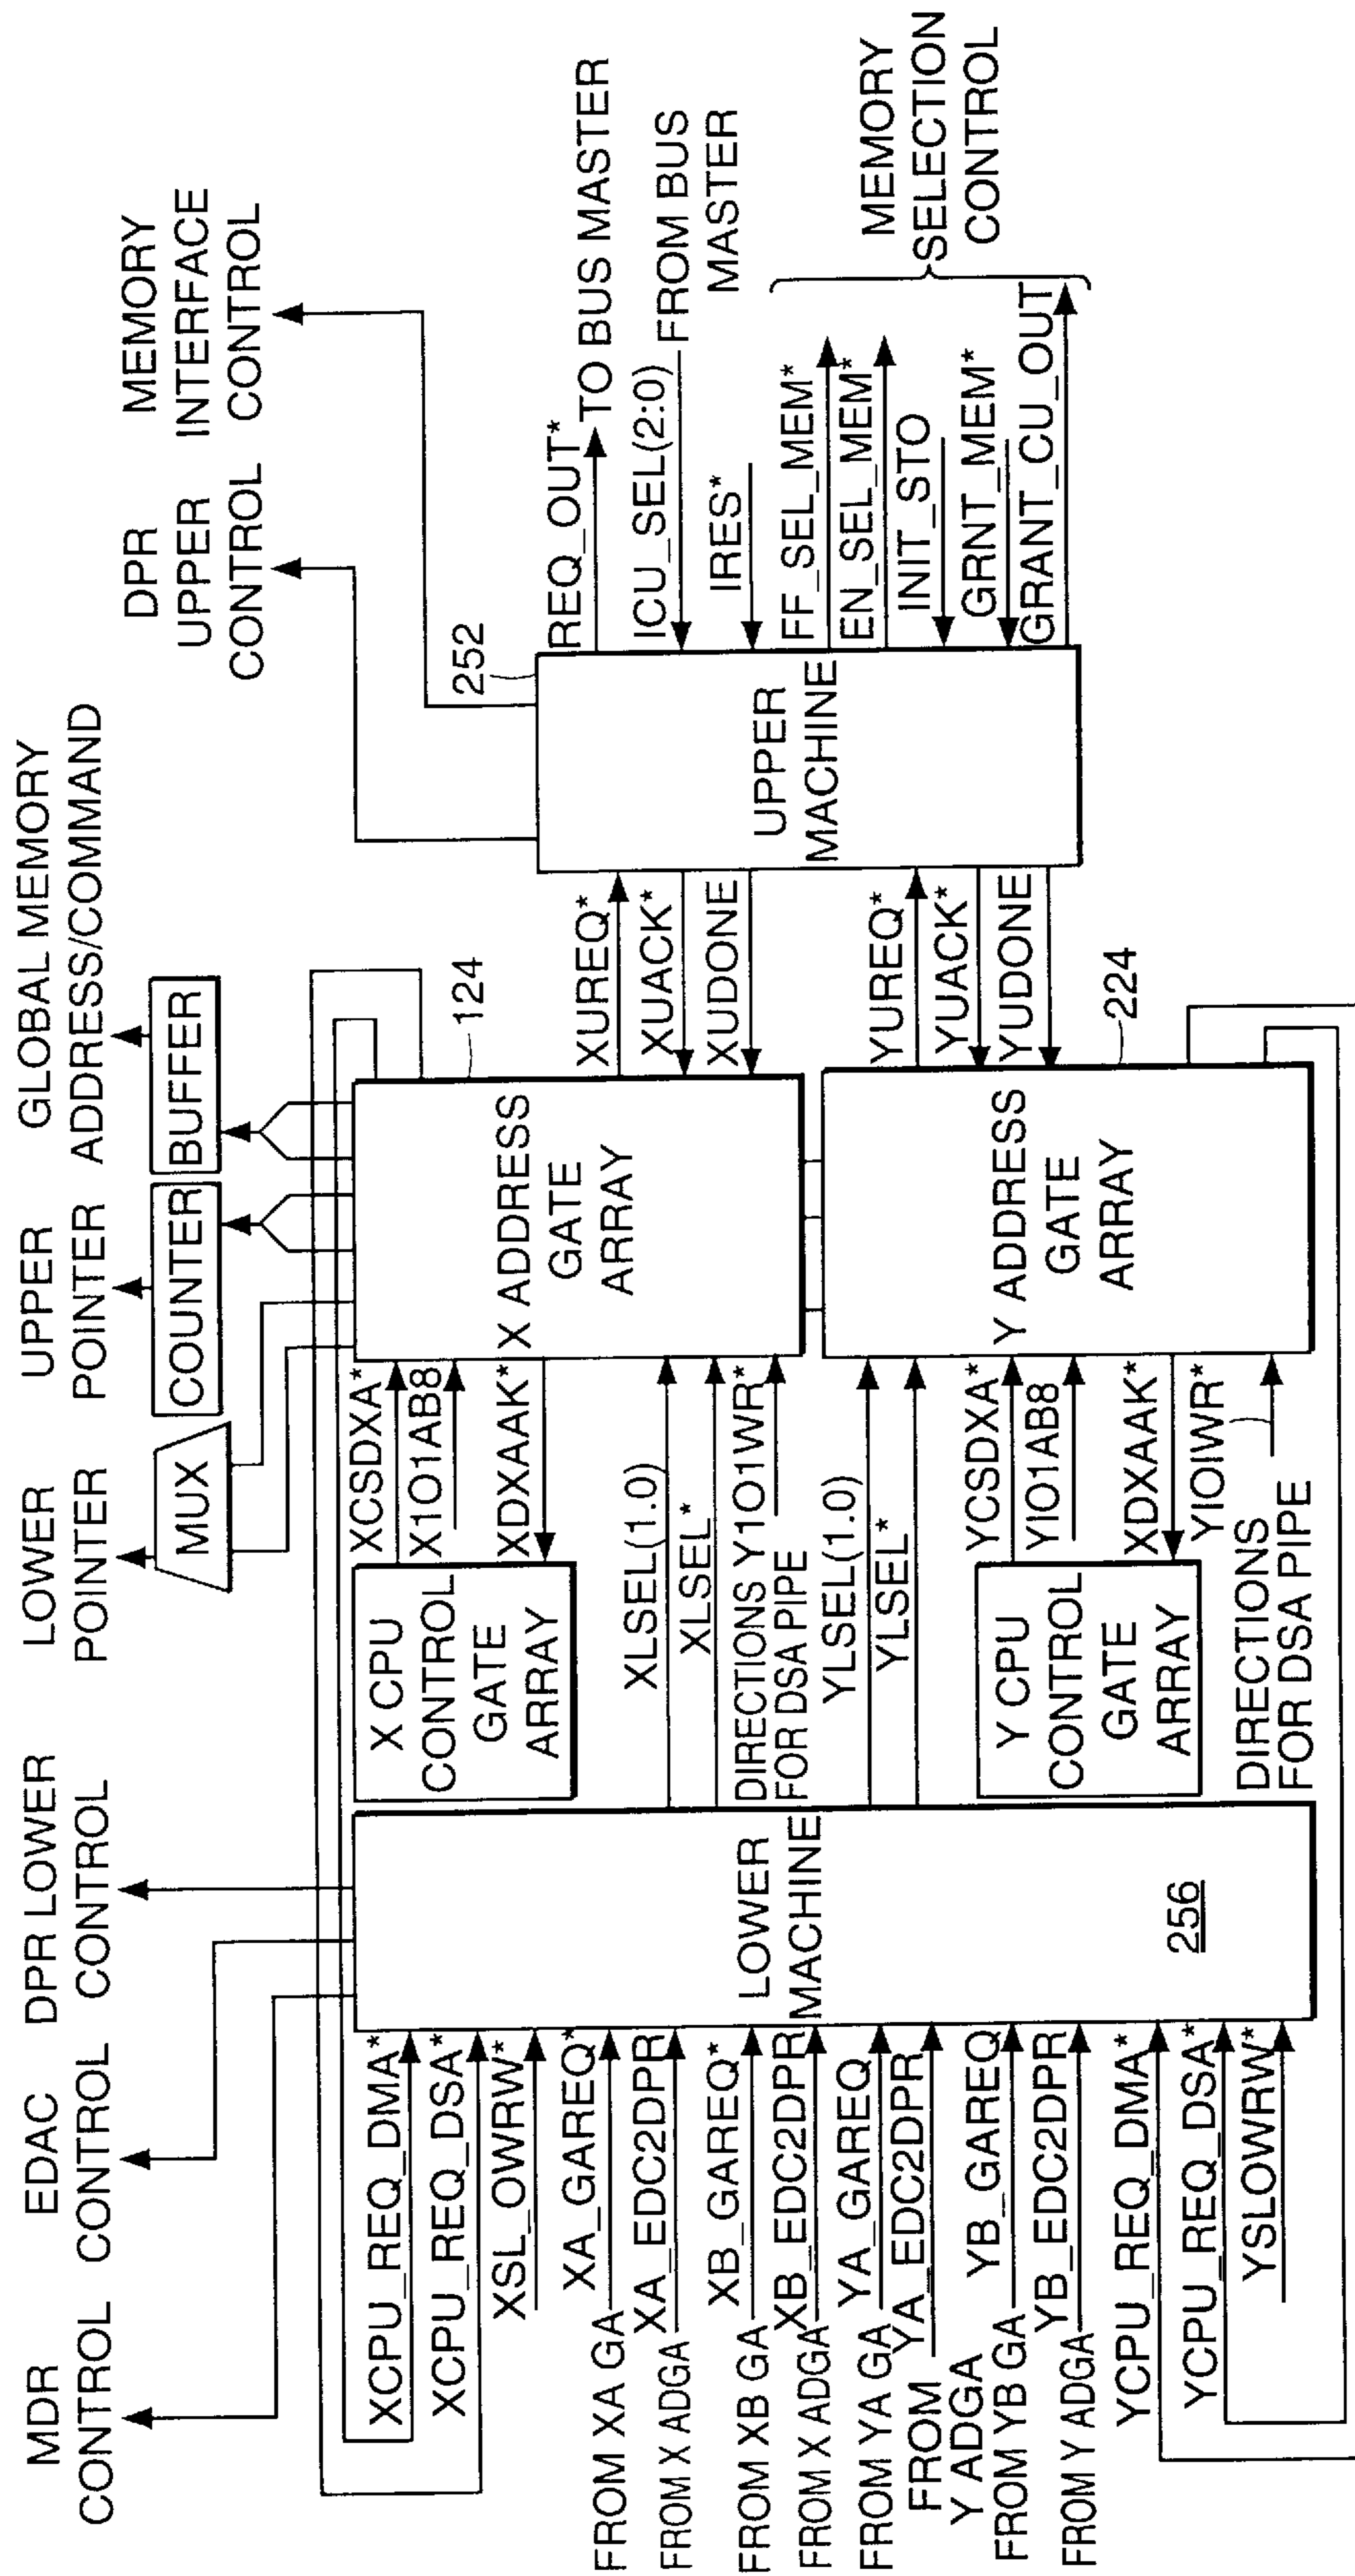 MDR
CONTROL
EDAC
CONTROL
DPR LOWER
CONTROL
LOWER
POINTER
UPPER
POINTER
GLOBAL MEMORY
ADDRESS/COMMAND
DPR
UPPER
CONTROL
MEMORY
INTERFACE
CONTROL
MUX
COUNTER
BUFFER
124
252
XCPU_REQ_DMA*
XCPU_REQ_DSA*
XSL_OWRW*
XA_GAREQ*
FROM XA GA
XA_EDC2DPR
FROM X ADGA
XB_GAREQ*
FROM XB GA
XB_EDC2DPR
FROM X ADGA
YA_GAREQ
FROM YA GA
YA_EDC2DPR
FROM
Y ADGA
YB_GAREQ
FROM YB GA
YB_EDC2DPR
FROM Y ADGA
YCPU_REQ_DMA*
YCPU_REQ_DSA*
YSLOWRW*
LOWER
MACHINE
256
X CPU
CONTROL
GATE
ARRAY
XCSDXA*
X1O1AB8
XDXAAK*
XLSEL(1.0)
XLSEL*
DIRECTIONS Y1O1WR*
FOR DSA PIPE
YLSEL(1.0)
YLSEL*
Y CPU
CONTROL
GATE
ARRAY
YCSDXA*
YIO1AB8
XDXAAK*
YIOIWR*
DIRECTIONS
FOR DSA PIPE
X ADDRESS
GATE
ARRAY
Y ADDRESS
GATE
ARRAY
224
XUREQ*
XUACK*
XUDONE
YUREQ*
YUACK*
YUDONE
UPPER
MACHINE
REQ_OUT*
TO BUS MASTER
ICU_SEL(2:0)
FROM BUS
MASTER
IRES*
FF_SEL_MEM*
EN_SEL_MEM*
INIT_STO
GRNT_MEM*
GRANT_CU_OUT
MEMORY
SELECTION
CONTROL